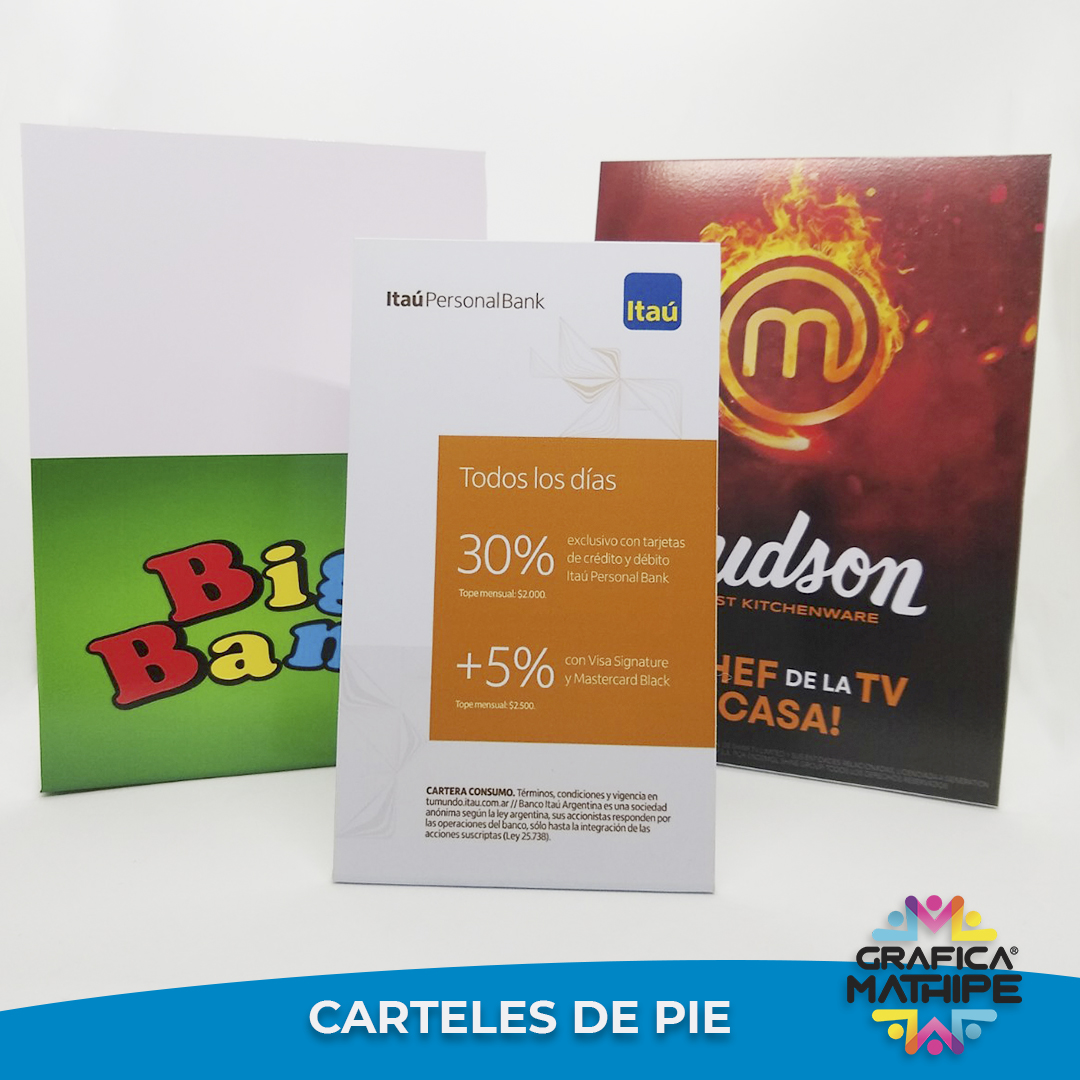 Itaú Personal Bank
Itaú
Todos los días
30%
exclusivo con tarjetas
de crédito y débito
Itaú Personal Bank
Tope mensual: $2.000.
+5%
con Visa Signature
y Mastercard Black
Tope mensual: $2.500.
CARTERA CONSUMO. Términos, condiciones y vigencia en
tumundo.itau.com.ar // Banco Itaú Argentina es una sociedad
anónima según la ley argentina, sus accionistas responden por
las operaciones del banco, sólo hasta la integración de las
acciones suscriptas (Ley 25.738).
Big
Ban
m
udson
ST KITCHENWARE
HEF DE LA TV
CASA!
GRAFICA®
MATHIPE
CARTELES DE PIE